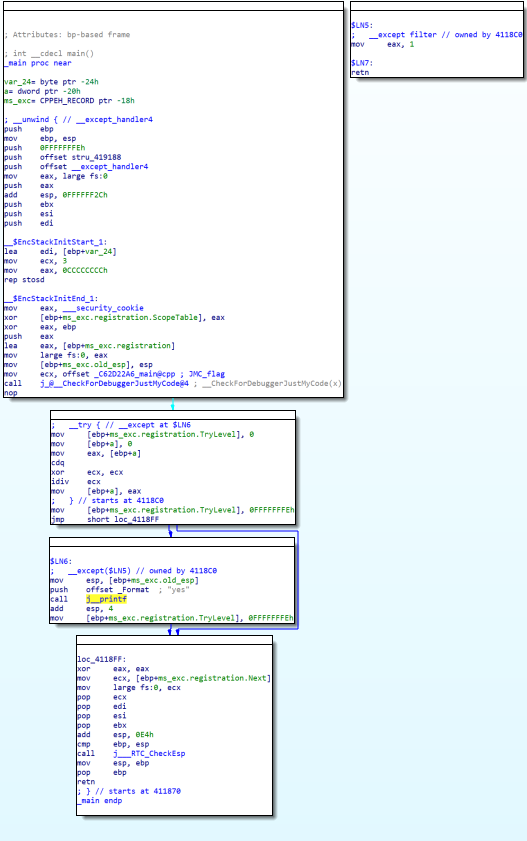 ; Attributes: bp-based frame
; int __cdecl main()
_main proc near
var_24= byte ptr -24h
a= dword ptr -20h
ms_exc= CPPEH_RECORD ptr -18h
; __unwind { // __except_handler4
push ebp
mov ebp, esp
push 0FFFFFFFEh
push offset stru_419188
push offset __except_handler4
mov eax, large fs:0
push eax
add esp, 0FFFFFF2Ch
push ebx
push esi
push edi
__$EncStackInitStart_1:
lea edi, [ebp+var_24]
mov ecx, 3
mov eax, 0CCCCCCCCh
rep stosd
__$EncStackInitEnd_1:
mov eax, ___security_cookie
xor [ebp+ms_exc.registration.ScopeTable], eax
xor eax, ebp
push eax
lea eax, [ebp+ms_exc.registration]
mov large fs:0, eax
mov [ebp+ms_exc.old_esp], esp
mov ecx, offset _C62D22A6_main@cpp ; JMC_flag
call j_@__CheckForDebuggerJustMyCode@4 ; __CheckForDebuggerJustMyCode(x)
nop
$LN5:
; __except filter // owned by 4118C0
mov eax, 1
$LN7:
retn
; __try { // __except at $LN6
mov [ebp+ms_exc.registration.TryLevel], 0
mov [ebp+a], 0
mov eax, [ebp+a]
cdq
xor ecx, ecx
idiv ecx
mov [ebp+a], eax
; } // starts at 4118C0
mov [ebp+ms_exc.registration.TryLevel], 0FFFFFFFEh
jmp short loc_4118FF
$LN6:
; __except($LN5) // owned by 4118C0
mov esp, [ebp+ms_exc.old_esp]
push offset _Format ; "yes"
call j__printf
add esp, 4
mov [ebp+ms_exc.registration.TryLevel], 0FFFFFFFEh
loc_4118FF:
xor eax, eax
mov ecx, [ebp+ms_exc.registration.Next]
mov large fs:0, ecx
pop ecx
pop edi
pop esi
pop ebx
add esp, 0E4h
cmp ebp, esp
call j___RTC_CheckEsp
mov esp, ebp
pop ebp
retn
; } // starts at 411870
_main endp